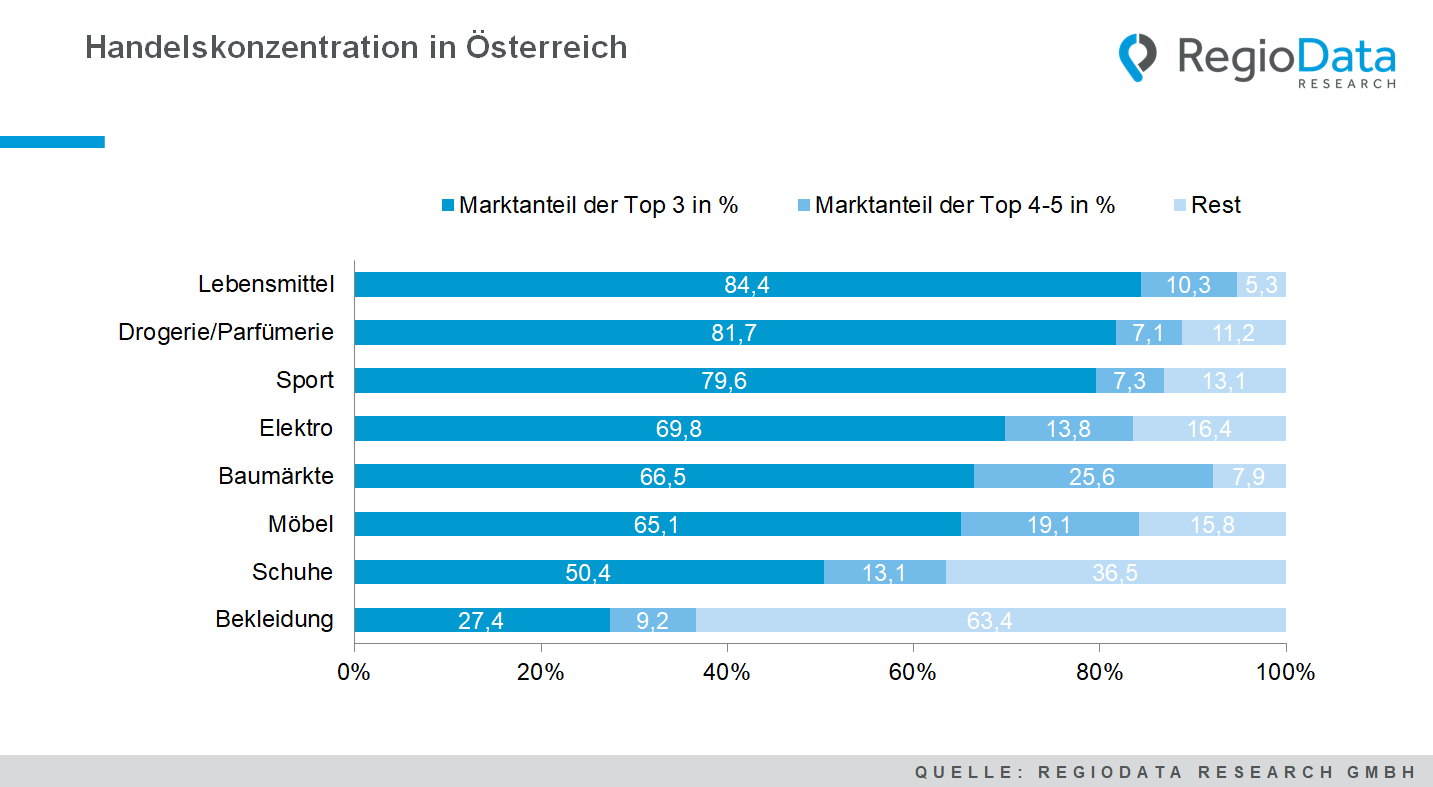 Handelskonzentration in Österreich
RegioData
RESEARCH
Marktanteil der Top 3 in % Marktanteil der Top 4-5 in % Rest
Lebensmittel 84,4 10,3 5,3
Drogerie/Parfümerie 81,7 7,1 11,2
Sport 79,6 7,3 13,1
Elektro 69,8 13,8 16,4
Baumärkte 66,5 25,6 7,9
Möbel 65,1 19,1 15,8
Schuhe 50,4 13,1 36,5
Bekleidung 27,4 9,2 63,4
0% 20% 40% 60% 80% 100%
QUELLE: REGIODATA RESEARCH GMBH